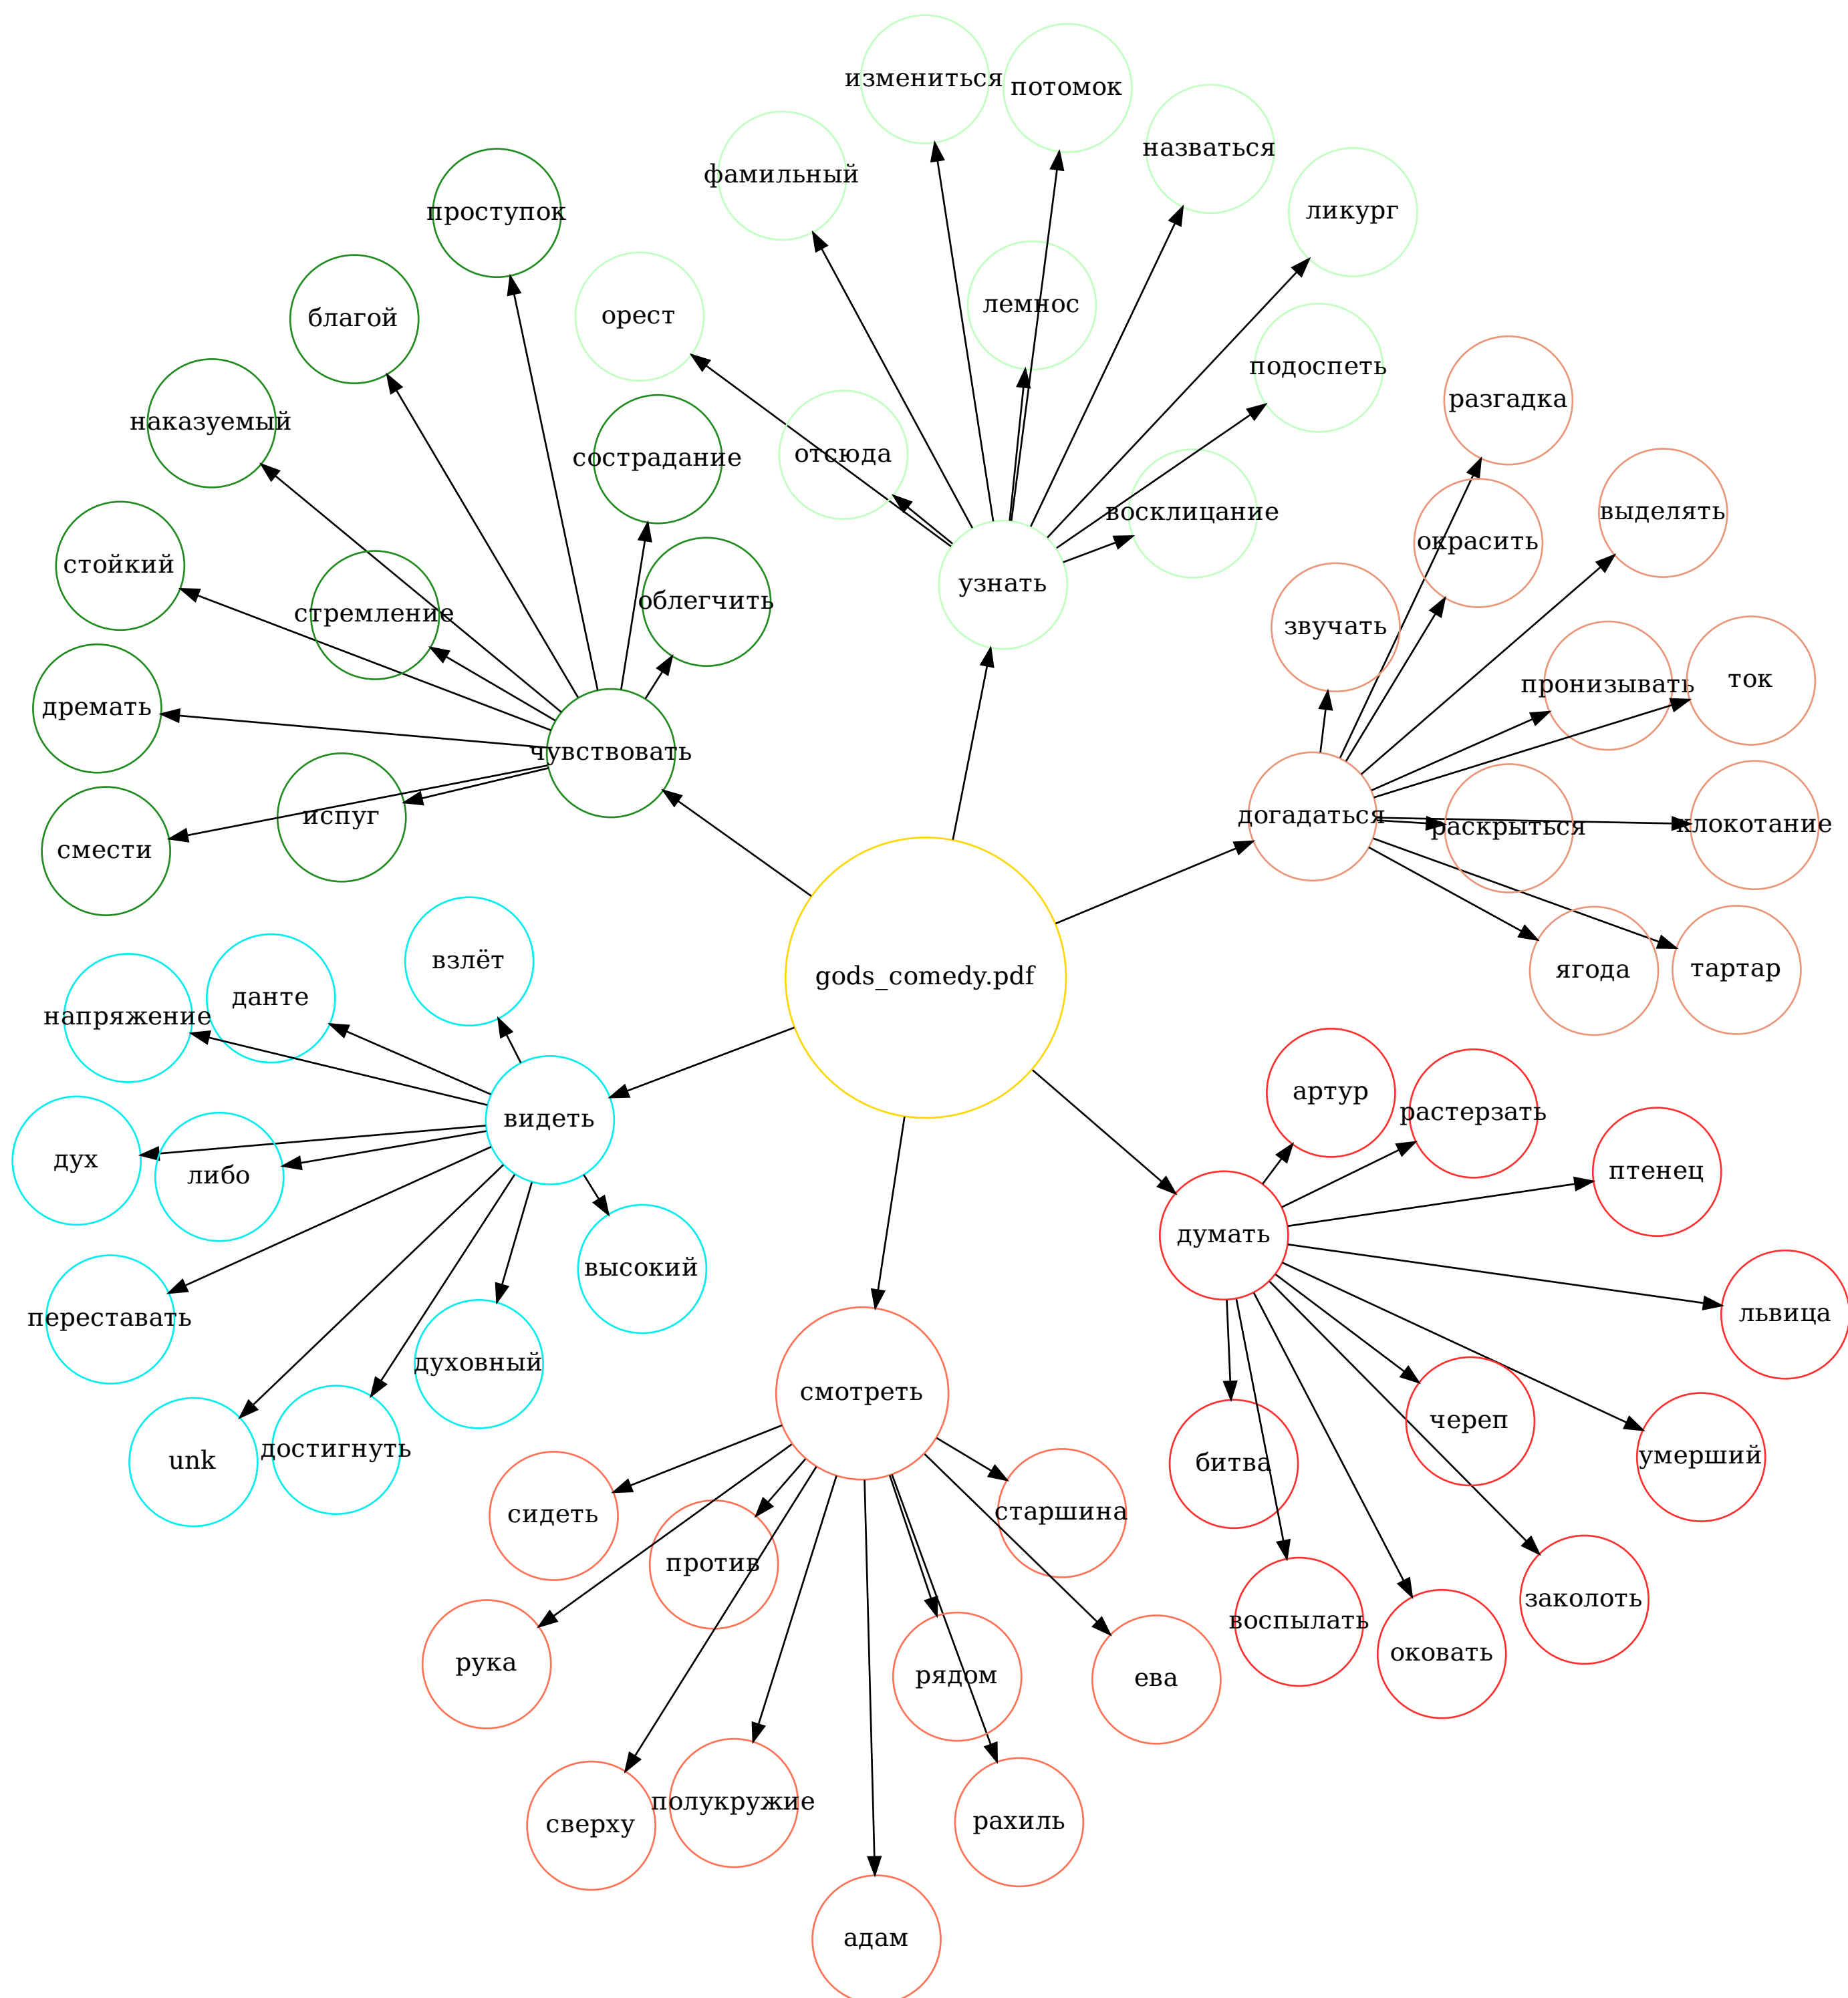 измениться
потомок
назваться
фамильный
ликург
проступок
лемнос
орест
благой
подоспеть
разгадка
наказуемый
отсюда
сострадание
восклицание
выделять
окрасить
стойкий
узнать
облегчить
стремление
звучать
ток
пронизывать
дремать
чувствовать
догадаться
испуг
клокотание
раскрыться
смести
взлёт
тартар
ягода
gods_comedy.pdf
данте
напряжение
артур
растерзать
видеть
дух
птенец
либо
думать
высокий
львица
переставать
духовный
смотреть
череп
достигнуть
умерший
unk
битва
старшина
сидеть
против
заколоть
воспылать
оковать
рука
рядом
ева
полукружие
рахиль
сверху
адам